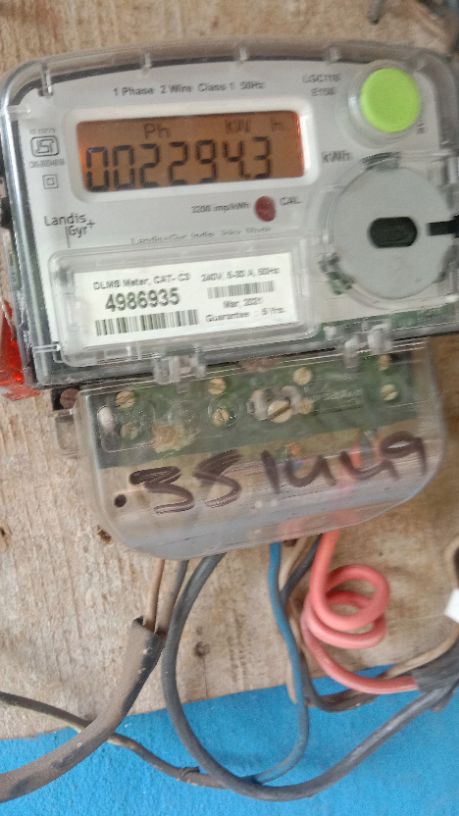 1 Phase 2 Wire Class 1 50Hz
Ph KW h
002294.3
kWh
3200 imp/kWh CAL
Landis
Gyr+
DLMS Meter, CAT- C3
4986935
240V, 5-30 A, 50Hz
Mar, 2021
Guarantee : 5 Yrs.
351449